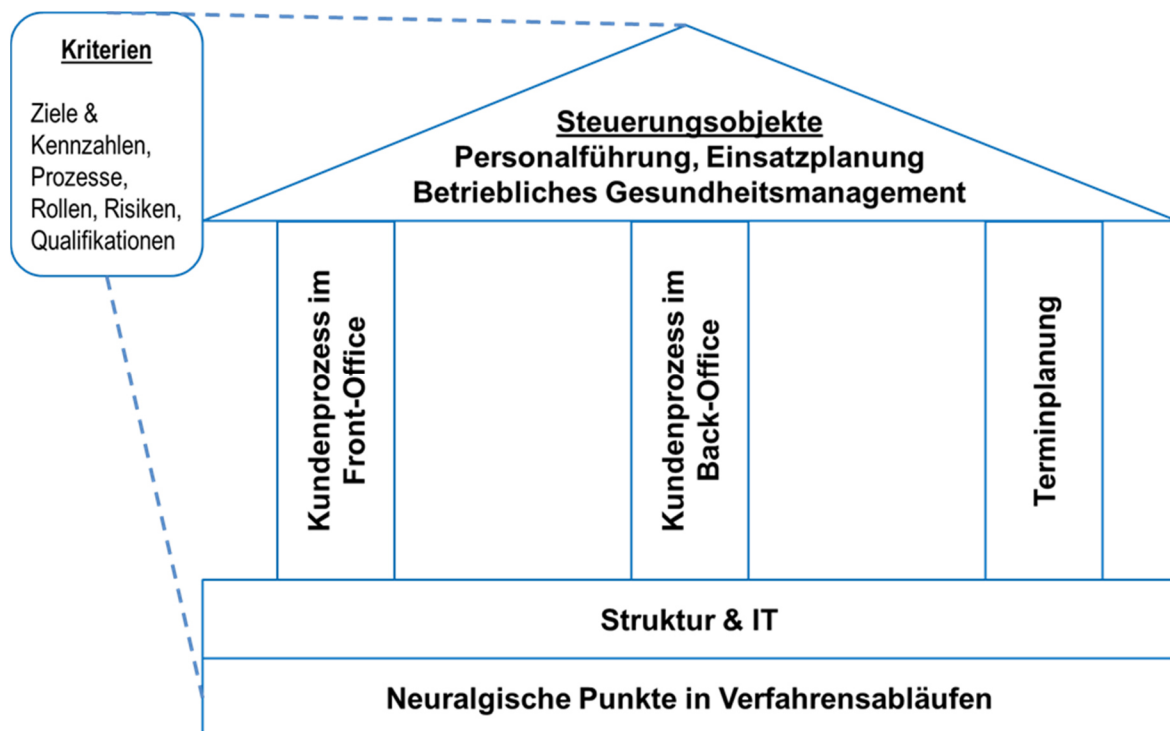 Kriterien
Ziele &
Kennzahlen,
Prozesse,
Rollen, Risiken,
Qualifikationen
Steuerungsobjekte
Personalführung, Einsatzplanung
Betriebliches Gesundheitsmanagement
Kundenprozess im
Front-Office
Kundenprozess im
Back-Office
Terminplanung
Struktur & IT
Neuralgische Punkte in Verfahrensabläufen